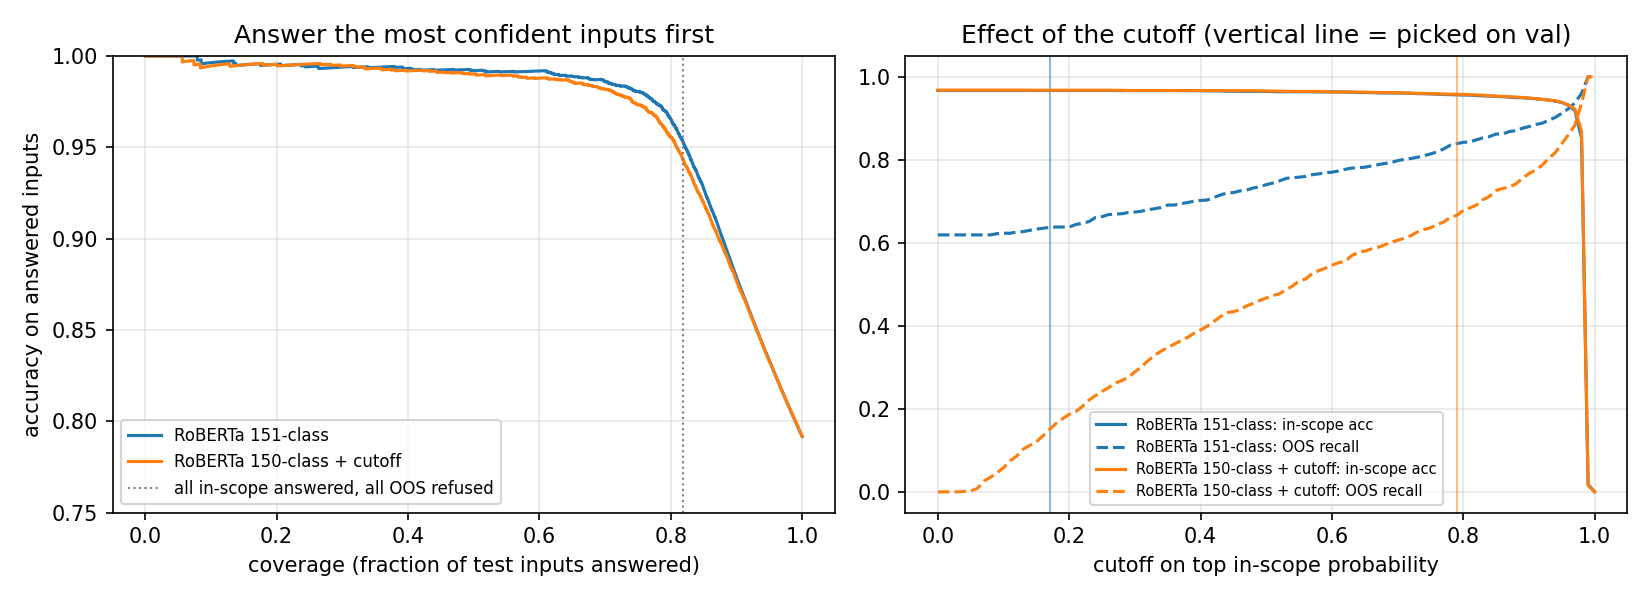 Answer the most confident inputs first
accuracy on answered inputs
1.00
0.95
0.90
0.85
0.80
0.75
RoBERTa 151-class
RoBERTa 150-class + cutoff
all in-scope answered, all OOS refused
0.0 0.2 0.4 0.6 0.8 1.0
coverage (fraction of test inputs answered)
Effect of the cutoff (vertical line = picked on val)
1.0
0.8
0.6
0.4
0.2
0.0
RoBERTa 151-class: in-scope acc
RoBERTa 151-class: OOS recall
RoBERTa 150-class + cutoff: in-scope acc
RoBERTa 150-class + cutoff: OOS recall
0.0 0.2 0.4 0.6 0.8 1.0
cutoff on top in-scope probability